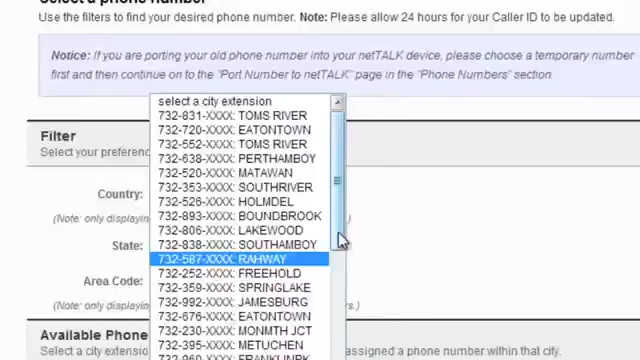 Select a phone number
Use the filters to find your desired phone number. Note: Please allow 24 hours for your Caller ID to be updated.
Notice: If you are porting your old phone number into your netTALK device, please choose a temporary number
first and then continue on to the "Port Number to netTALK" page in the "Phone Numbers" section.
select a city extension
732-831-XXXX: TOMS RIVER
732-720-XXXX: EATONTOWN
732-552-XXXX: TOMS RIVER
732-638-XXXX: PERTHAMBOY
732-520-XXXX: MATAWAN
732-353-XXXX: SOUTHRIVER
732-526-XXXX: HOLMDEL
732-893-XXXX: BOUNDBROOK
732-806-XXXX: LAKEWOOD
732-838-XXXX: SOUTHAMBOY
732-587-XXXX: RAHWAY
732-252-XXXX: FREEHOLD
732-359-XXXX: SPRINGLAKE
732-992-XXXX: JAMESBURG
732-676-XXXX: EATONTOWN
732-230-XXXX: MONMTH JCT
732-395-XXXX: METUCHEN
732-960-XXXX: FRANKLINPK
Filter
Select your preferenc
Country:
(Note: only displayin
.)
State:
Area Code:
(Note: only displayin
s.)
Available Phone
Select a city extensio
assigned a phone number within that city.